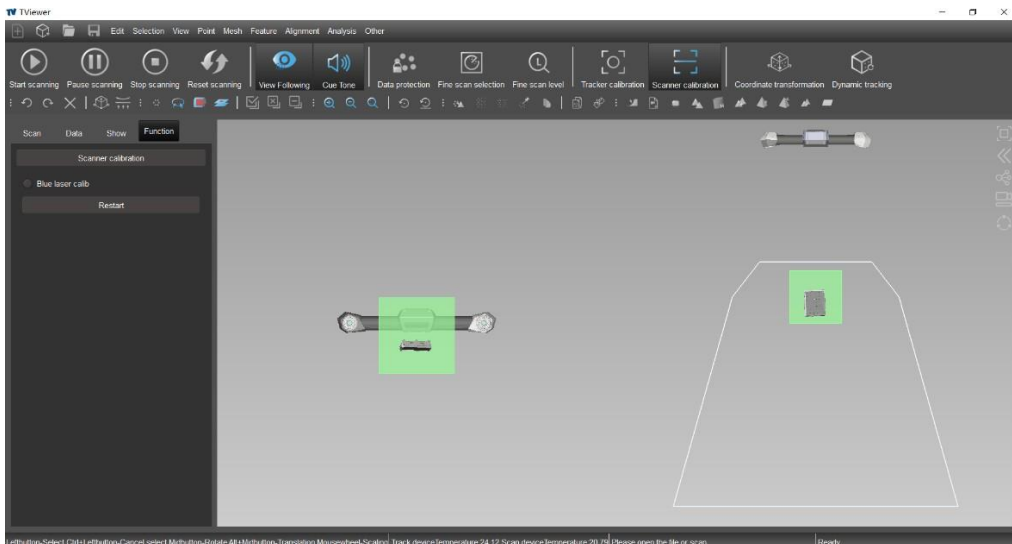 TViewer
Edit Selection View Point Mesh Feature Alignment Analysis Other
Start scanning Pause scanning Stop scanning Reset scanning View Following Cue Tone Data protection Fine scan selection Fine scan level Tracker calibration Scanner calibration Coordinate transformation Dynamic tracking
Scan Data Show Function
Scanner calibration
Blue laser calib
Restart
Leftbutton-Select Ctrl+Leftbutton-Cancel select Midbutton-Rotate Alt+Midbutton-Translation Mousewheel-Scaling Track deviceTemperature 24.12 Scan deviceTemperature 20.79 Please open the file or scan Ready